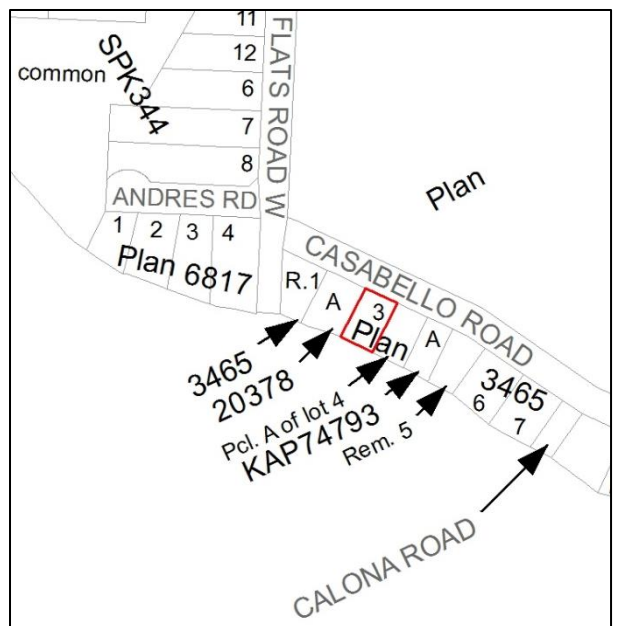 11
FLATS ROAD W
12
common
SPK344
6
7
8
ANDRES RD
Plan
1
2
3
4
Plan 6817
CASABELLO ROAD
R.1
A
3
Plan
A
3465
6
7
3465
20378
Pcl. A of lot 4
KAP74793
Rem. 5
CALONA ROAD